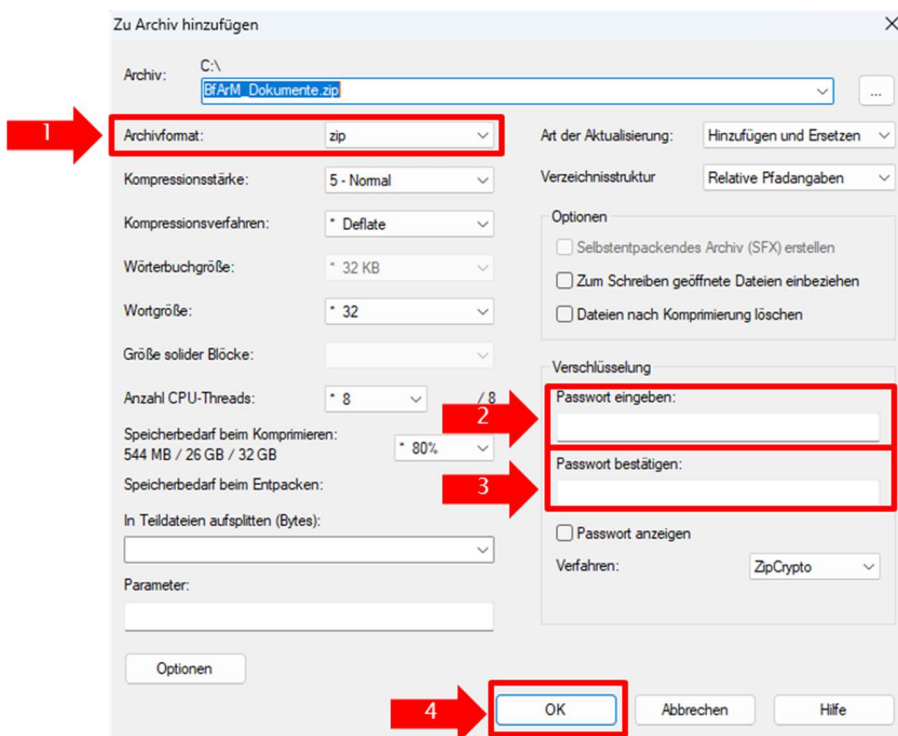 Zu Archiv hinzufügen
Archiv:
C:\
BfArM_Dokumente.zip
...
1
Archivformat:
zip
Art der Aktualisierung:
Hinzufügen und Ersetzen
Kompressionsstärke:
5 - Normal
Verzeichnisstruktur
Relative Pfadangaben
Kompressionsverfahren:
* Deflate
Optionen
Selbstentpackendes Archiv (SFX) erstellen
Wörterbuchgröße:
* 32 KB
Zum Schreiben geöffnete Dateien einbeziehen
Wortgröße:
* 32
Dateien nach Komprimierung löschen
Größe solider Blöcke:
Verschlüsselung
Anzahl CPU-Threads:
* 8
/ 8
2
Passwort eingeben:
Speicherbedarf beim Komprimieren:
544 MB / 26 GB / 32 GB
* 80%
Speicherbedarf beim Entpacken:
3
Passwort bestätigen:
In Teildateien aufsplitten (Bytes):
Passwort anzeigen
Verfahren:
ZipCrypto
Parameter:
Optionen
4
OK
Abbrechen
Hilfe